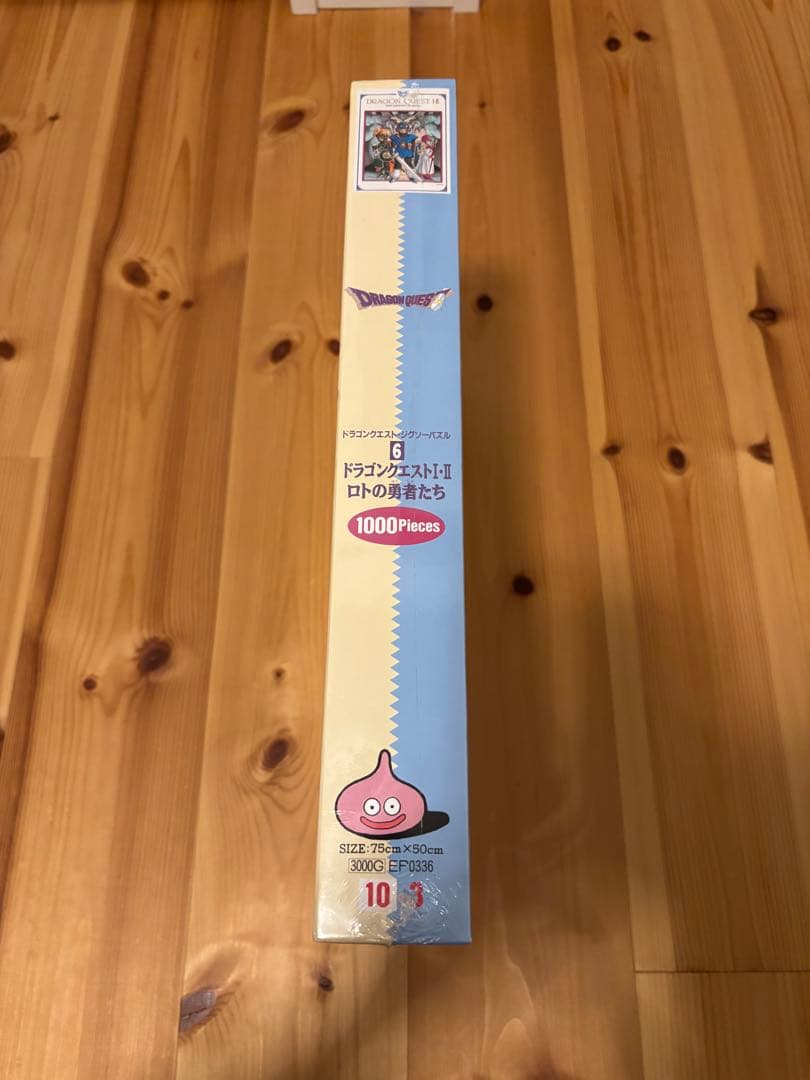 DRAGON QUEST I·II
DRAGON QUEST
ドラゴンクエスト・ジグソーパズル
6
ドラゴンクエストI・II
ロトの勇者たち
1000Pieces
SIZE:75cm×50cm
3000G EF0336
10 3